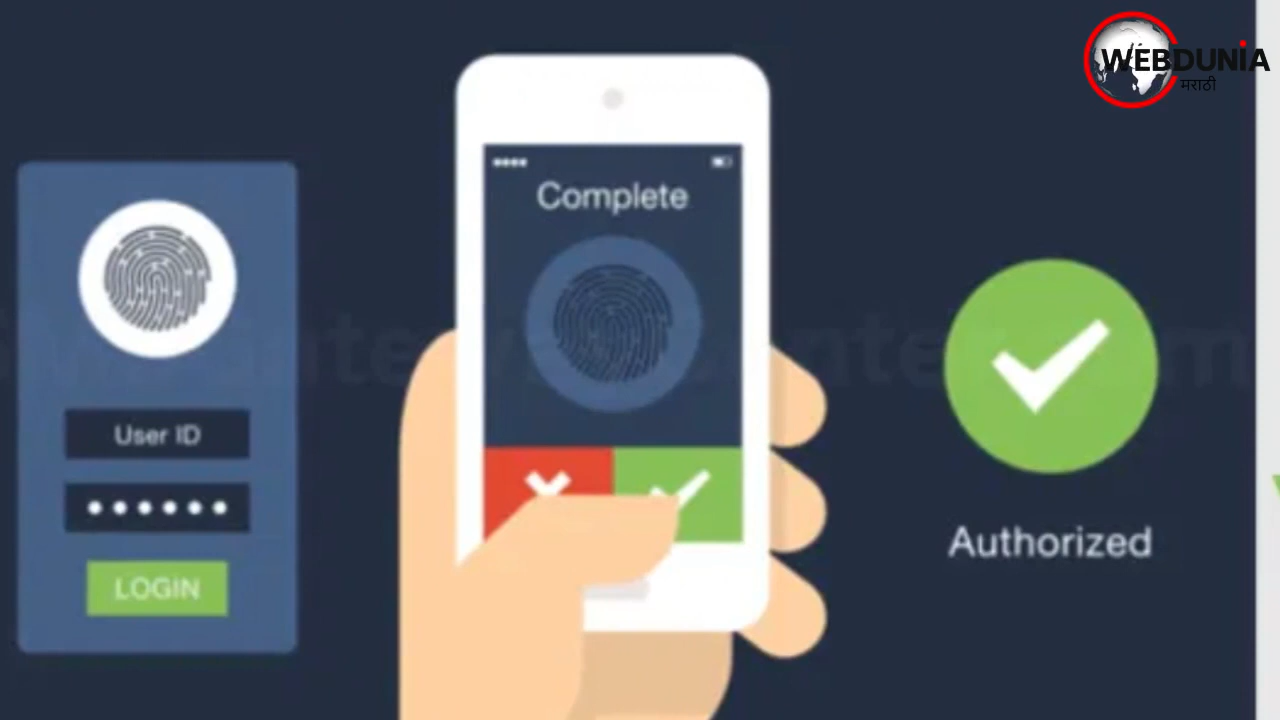 WEBDUNIA
मराठी
Complete
User ID
LOGIN
Authorized